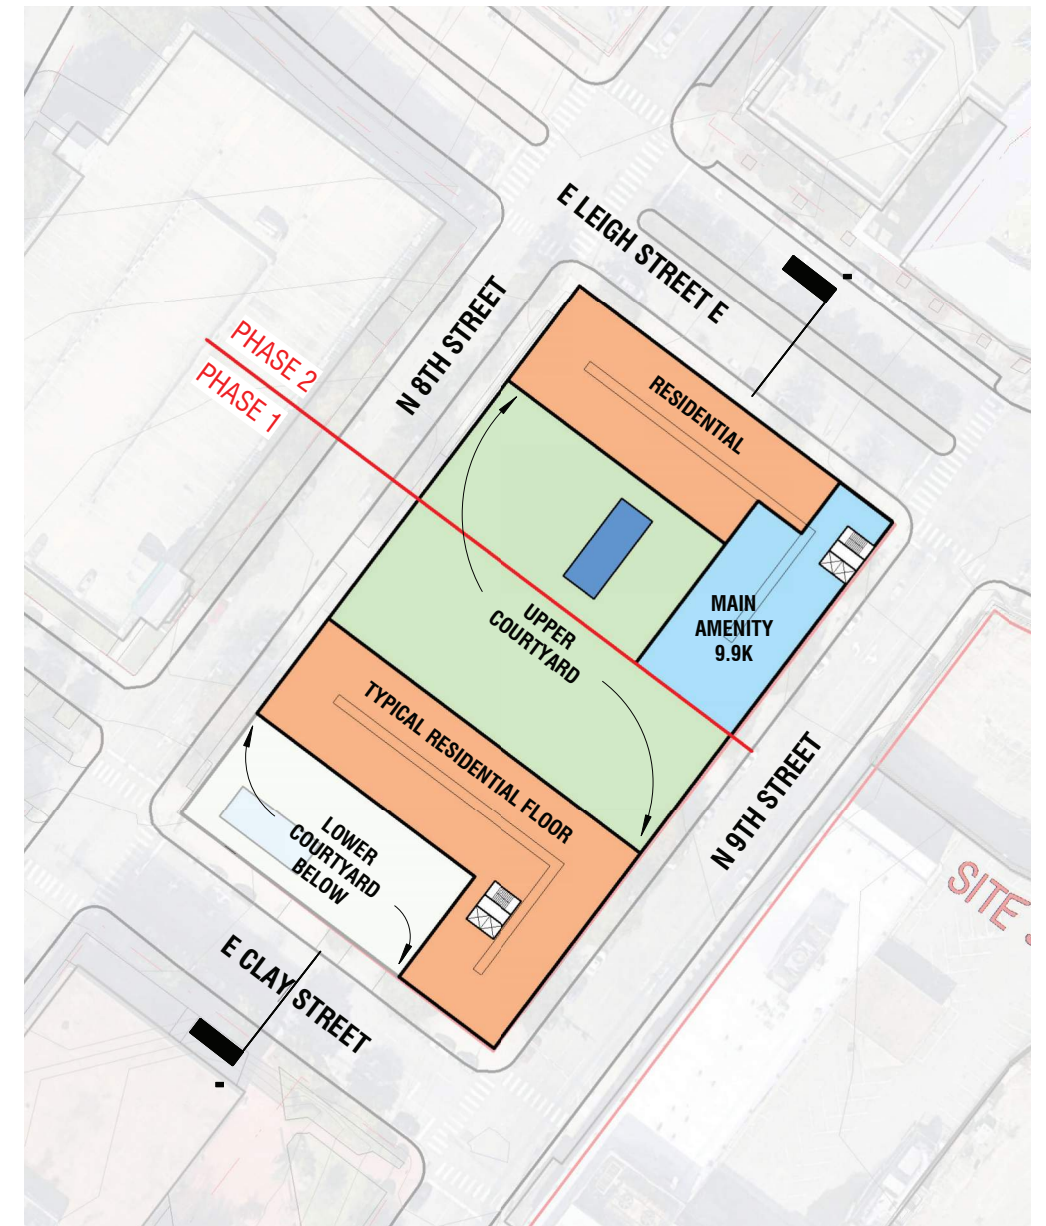 E LEIGH STREET E
N 8TH STREET
PHASE 2
PHASE 1
RESIDENTIAL
MAIN
AMENITY
9.9K
UPPER
COURTYARD
TYPICAL RESIDENTIAL FLOOR
LOWER
COURTYARD
BELOW
N 9TH STREET
E CLAY STREET
SITE